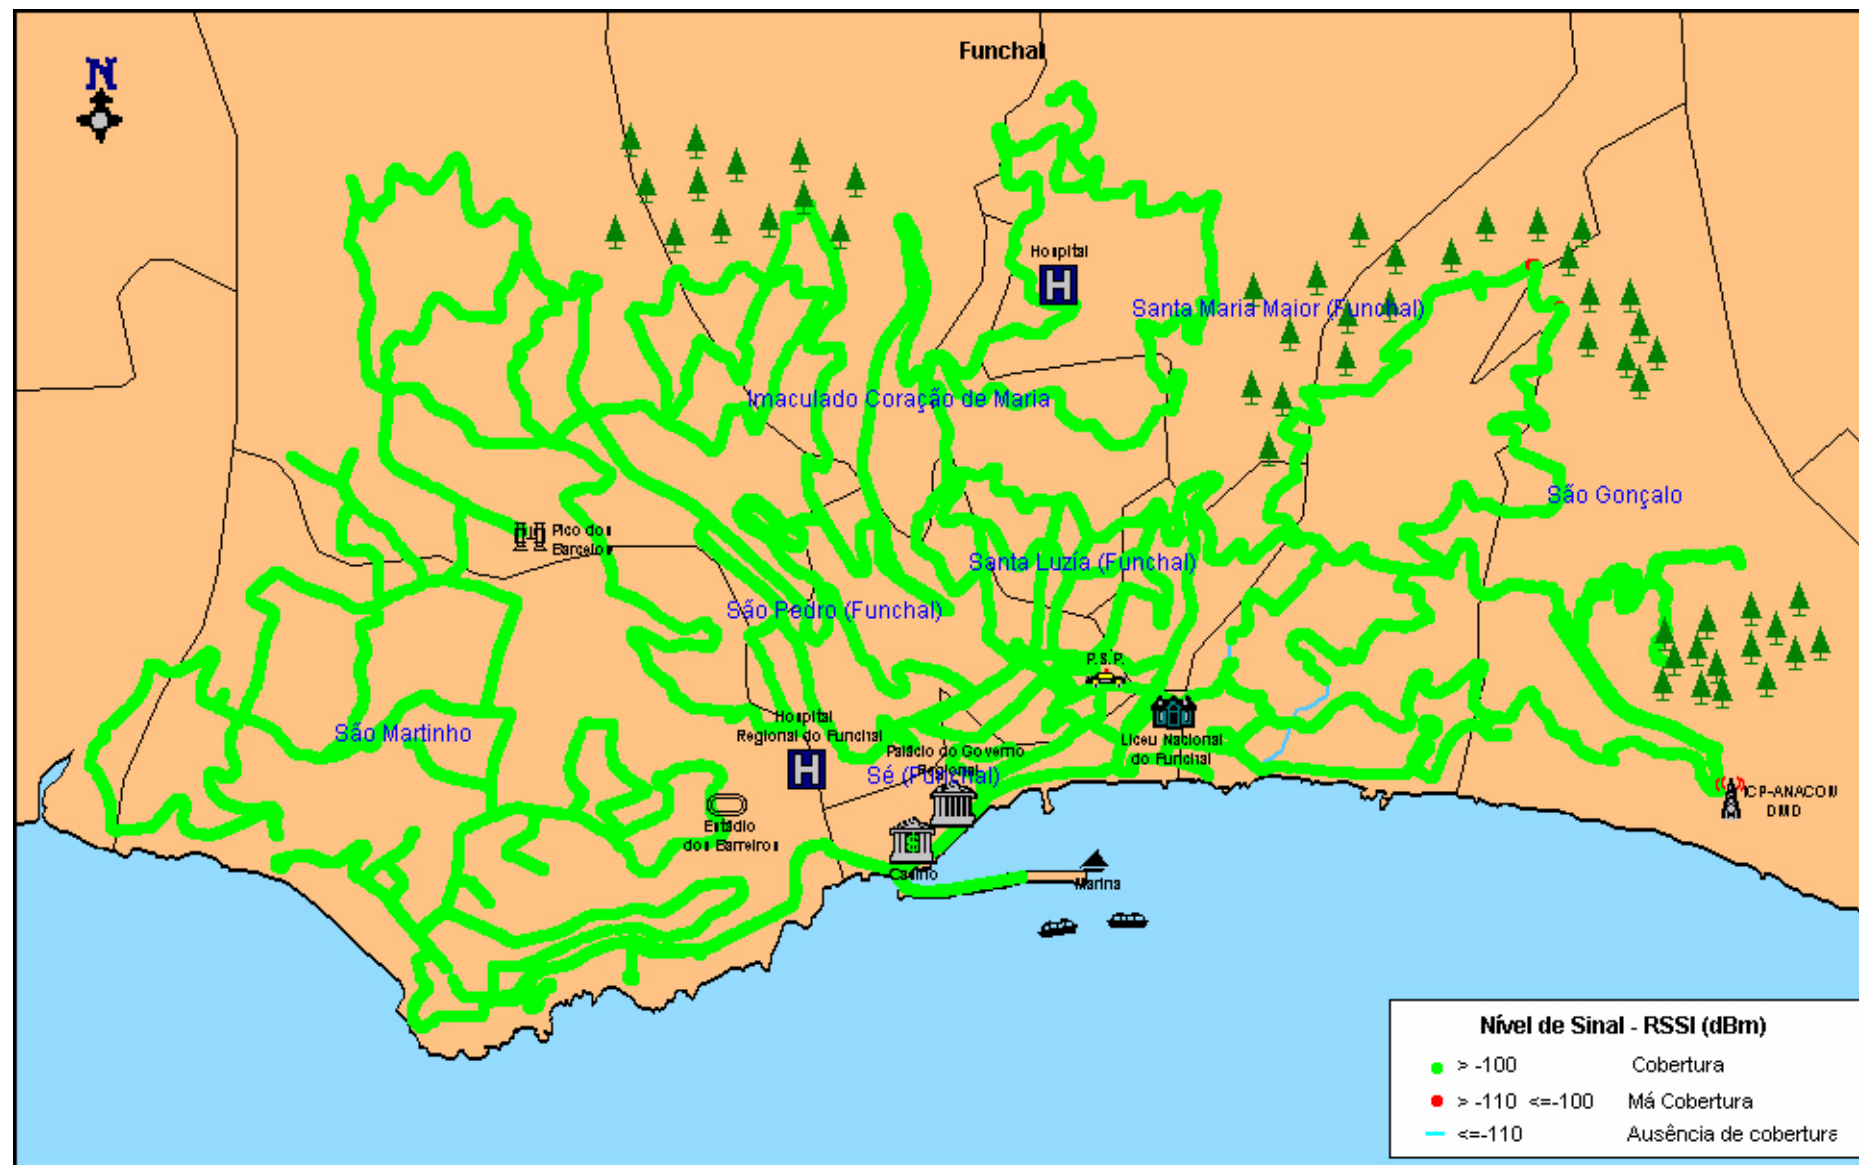 Funchal
N
Hospital
Santa Maria Maior (Funchal)
Imaculado Coração de Maria
São Gonçalo
Pico dos
Barcelos
Santa Luzia (Funchal)
São Pedro (Funchal)
P.S.P.
Hospital
Regional do Funchal
São Martinho
Liceu Nacional
do Funchal
Palácio do Governo
Regional
Sé (Funchal)
ICP-ANACOM
DMD
Estádio
dos Barreiros
Casino
Marina
Nível de Sinal - RSSI (dBm)
> -100 Cobertura
> -110 <=-100 Má Cobertura
<=-110 Ausência de cobertura